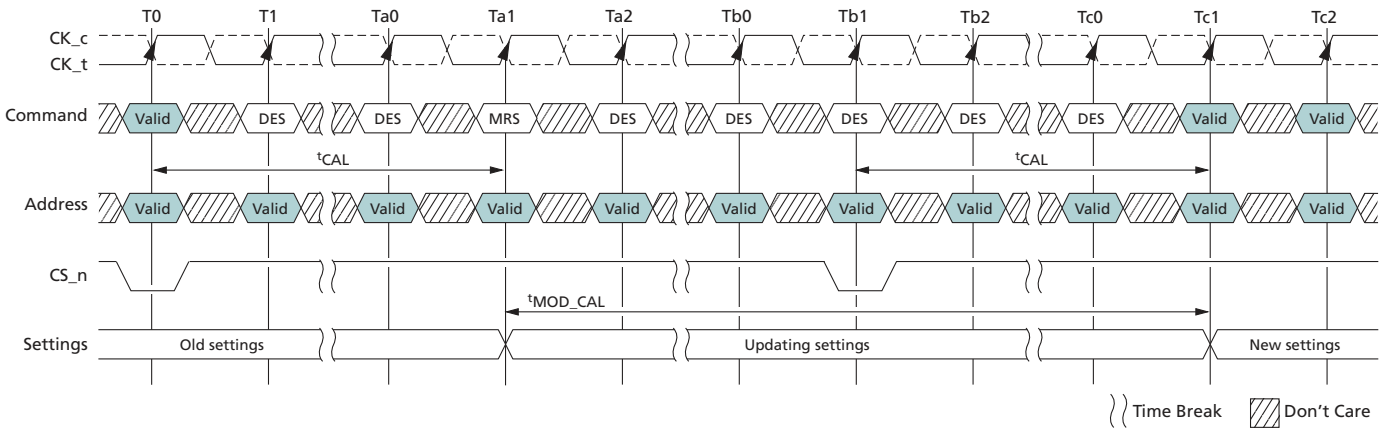 T0 T1 Ta0 Ta1 Ta2 Tb0 Tb1 Tb2 Tc0 Tc1 Tc2
CK_c
CK_t
Command Valid DES DES MRS DES DES DES DES DES Valid Valid
tCAL tCAL
Address Valid Valid Valid Valid Valid Valid Valid Valid Valid Valid Valid
CS_n
tMOD_CAL
Settings Old settings Updating settings New settings
Time Break Don't Care